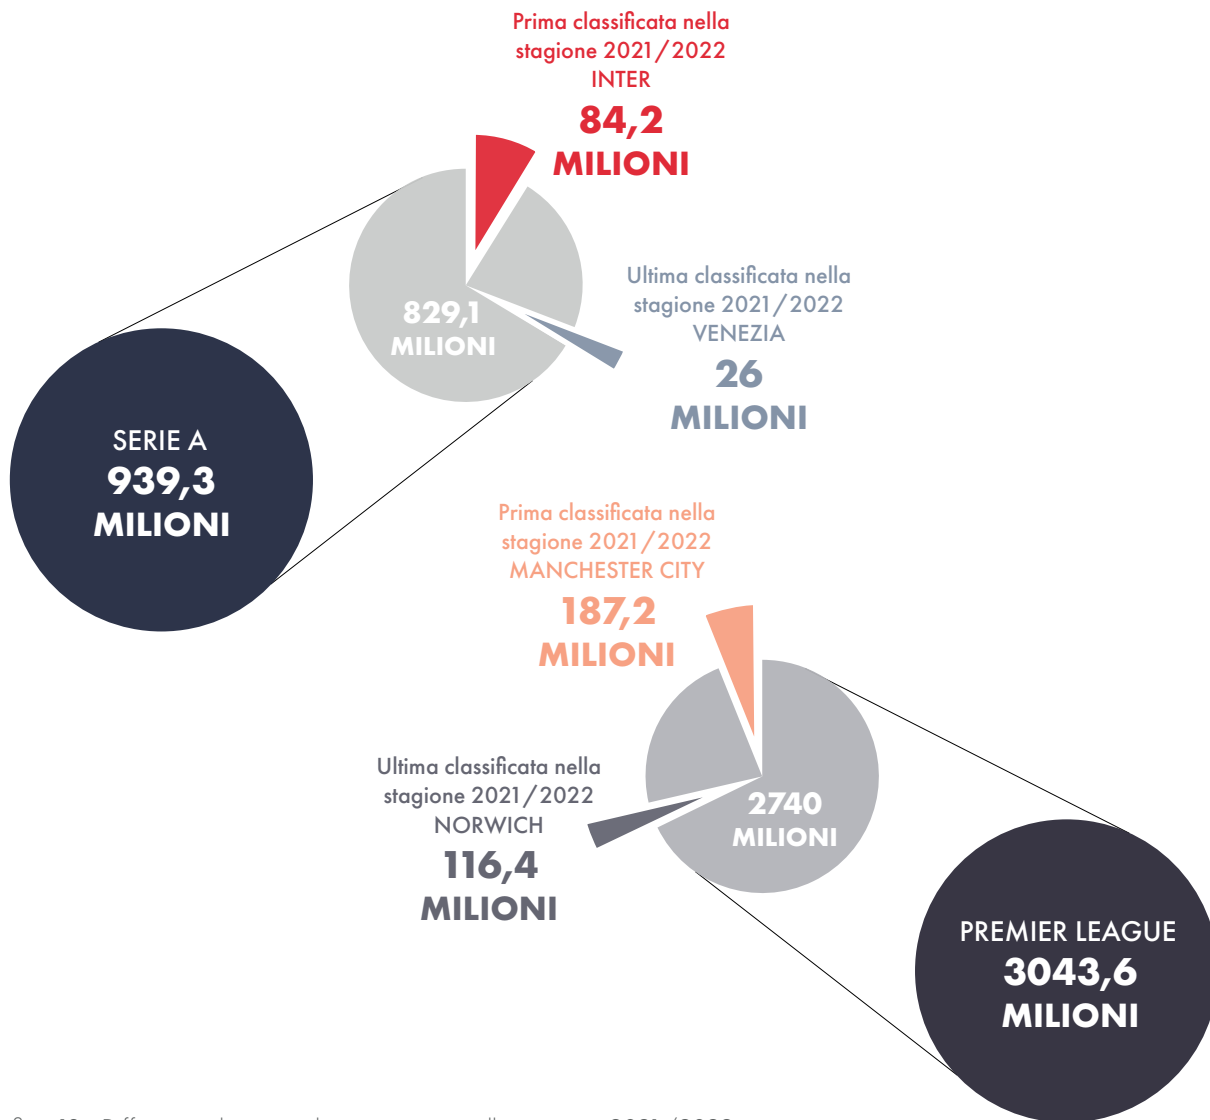 Prima classificata nella
stagione 2021/2022
INTER
84,2
MILIONI
829,1
MILIONI
Ultima classificata nella
stagione 2021/2022
VENEZIA
26
MILIONI
SERIE A
939,3
MILIONI
Prima classificata nella
stagione 2021/2022
MANCHESTER CITY
187,2
MILIONI
Ultima classificata nella
stagione 2021/2022
NORWICH
116,4
MILIONI
2740
MILIONI
PREMIER LEAGUE
3043,6
MILIONI